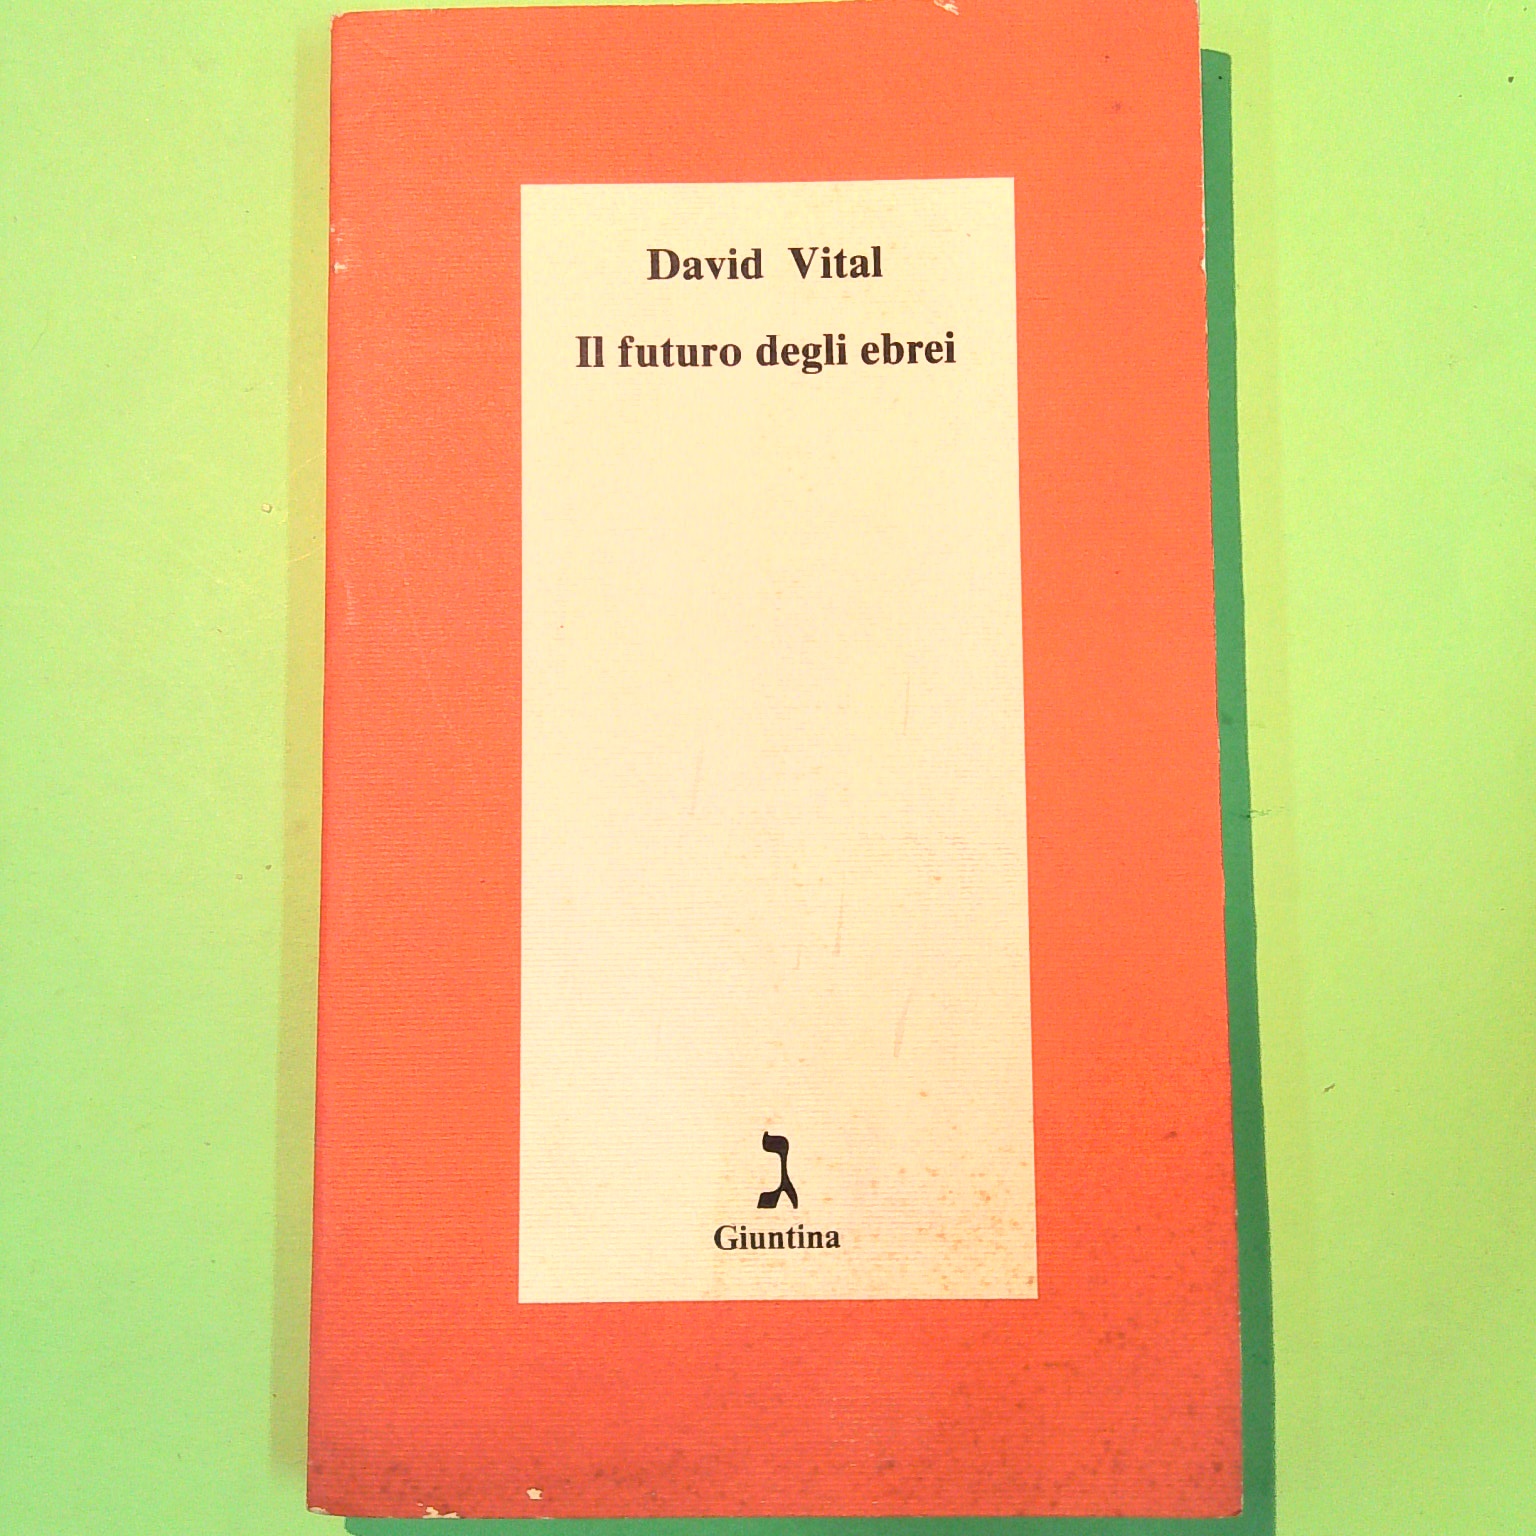 David Vital
Il futuro degli ebrei
ג
Giuntina